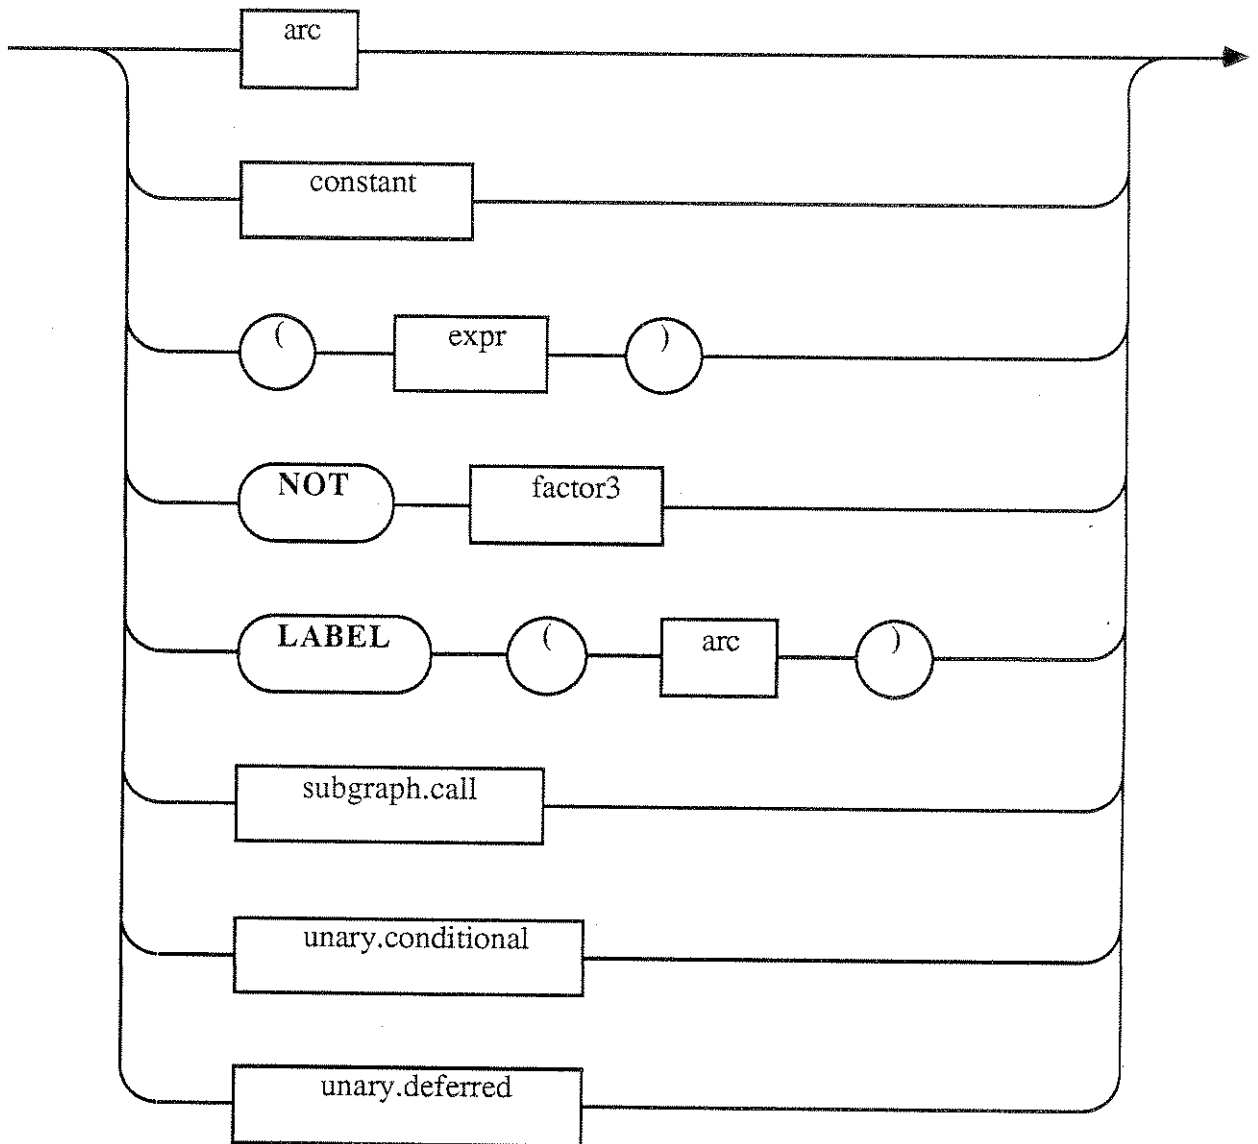 arc
constant
( expr )
NOT factor3
LABEL ( arc )
subgraph.call
unary.conditional
unary.deferred